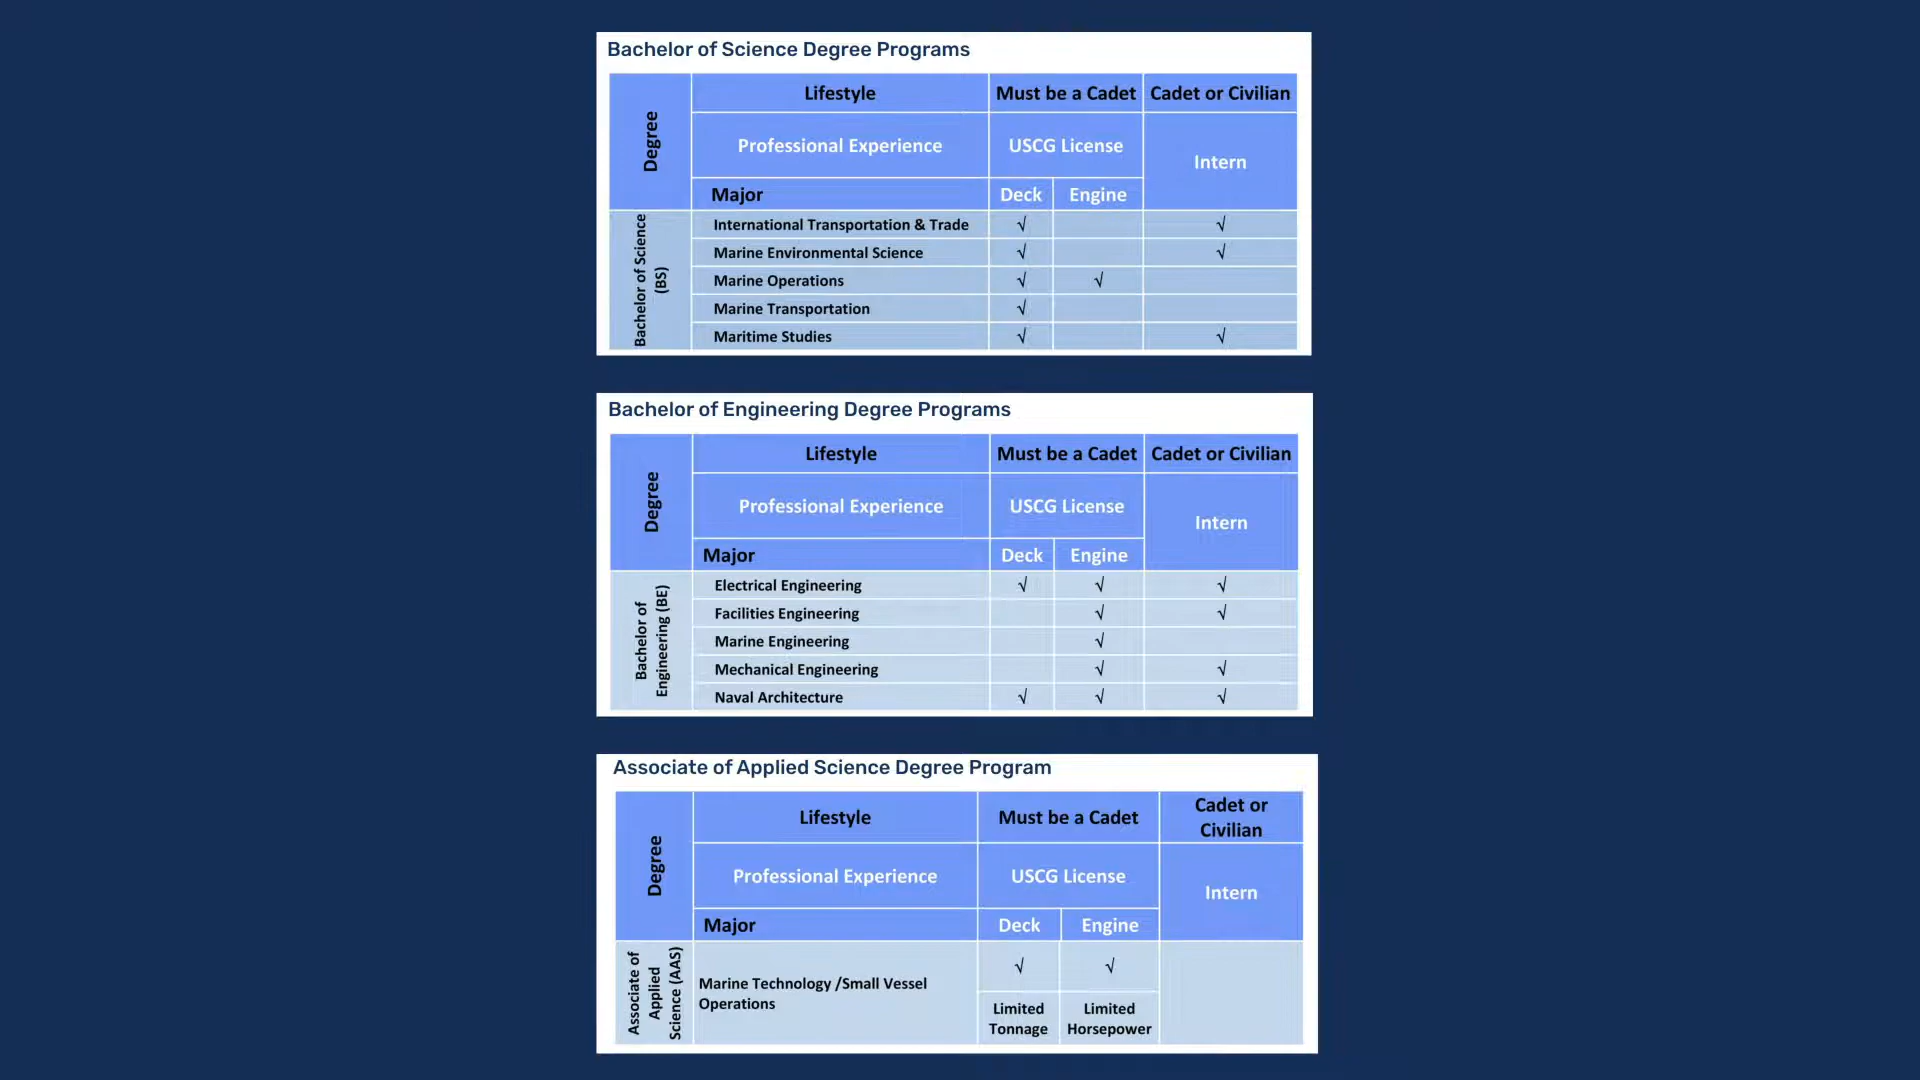 Bachelor of Science Degree Programs
Degree
Lifestyle
Must be a Cadet
Cadet or Civilian
Professional Experience
USCG License
Intern
Major
Deck
Engine
Bachelor of Science
(BS)
International Transportation & Trade √ √
Marine Environmental Science √ √
Marine Operations √ √
Marine Transportation √
Maritime Studies √ √
Bachelor of Engineering Degree Programs
Degree
Lifestyle
Must be a Cadet
Cadet or Civilian
Professional Experience
USCG License
Intern
Major
Deck
Engine
Bachelor of
Engineering (BE)
Electrical Engineering √ √ √
Facilities Engineering √ √
Marine Engineering √
Mechanical Engineering √ √
Naval Architecture √ √ √
Associate of Applied Science Degree Program
Degree
Lifestyle
Must be a Cadet
Cadet or
Civilian
Professional Experience
USCG License
Intern
Major
Deck
Engine
Associate of
Applied
Science (AAS)
Marine Technology /Small Vessel
Operations
√ √
Limited
Tonnage
Limited
Horsepower